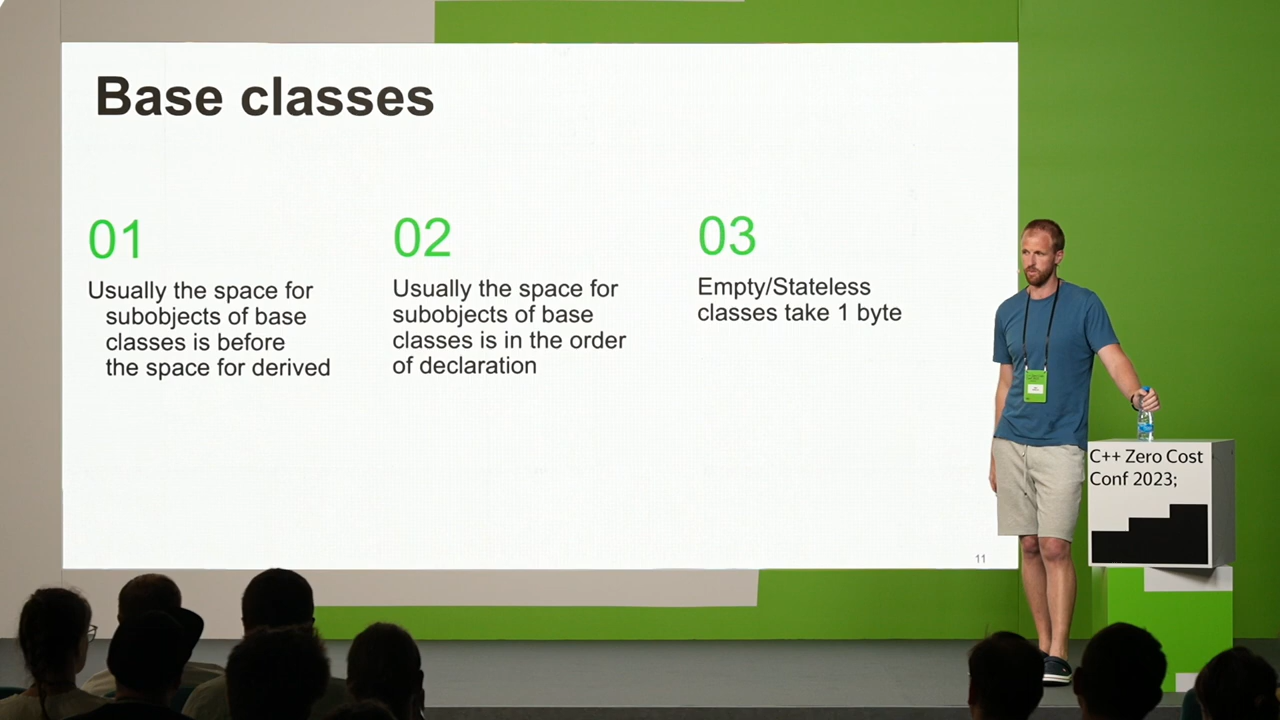 Base classes
01
Usually the space for
subobjects of base
classes is before
the space for derived
02
Usually the space for
subobjects of base
classes is in the order
of declaration
03
Empty/Stateless
classes take 1 byte
11
C++ Zero Cost
Conf 2023;